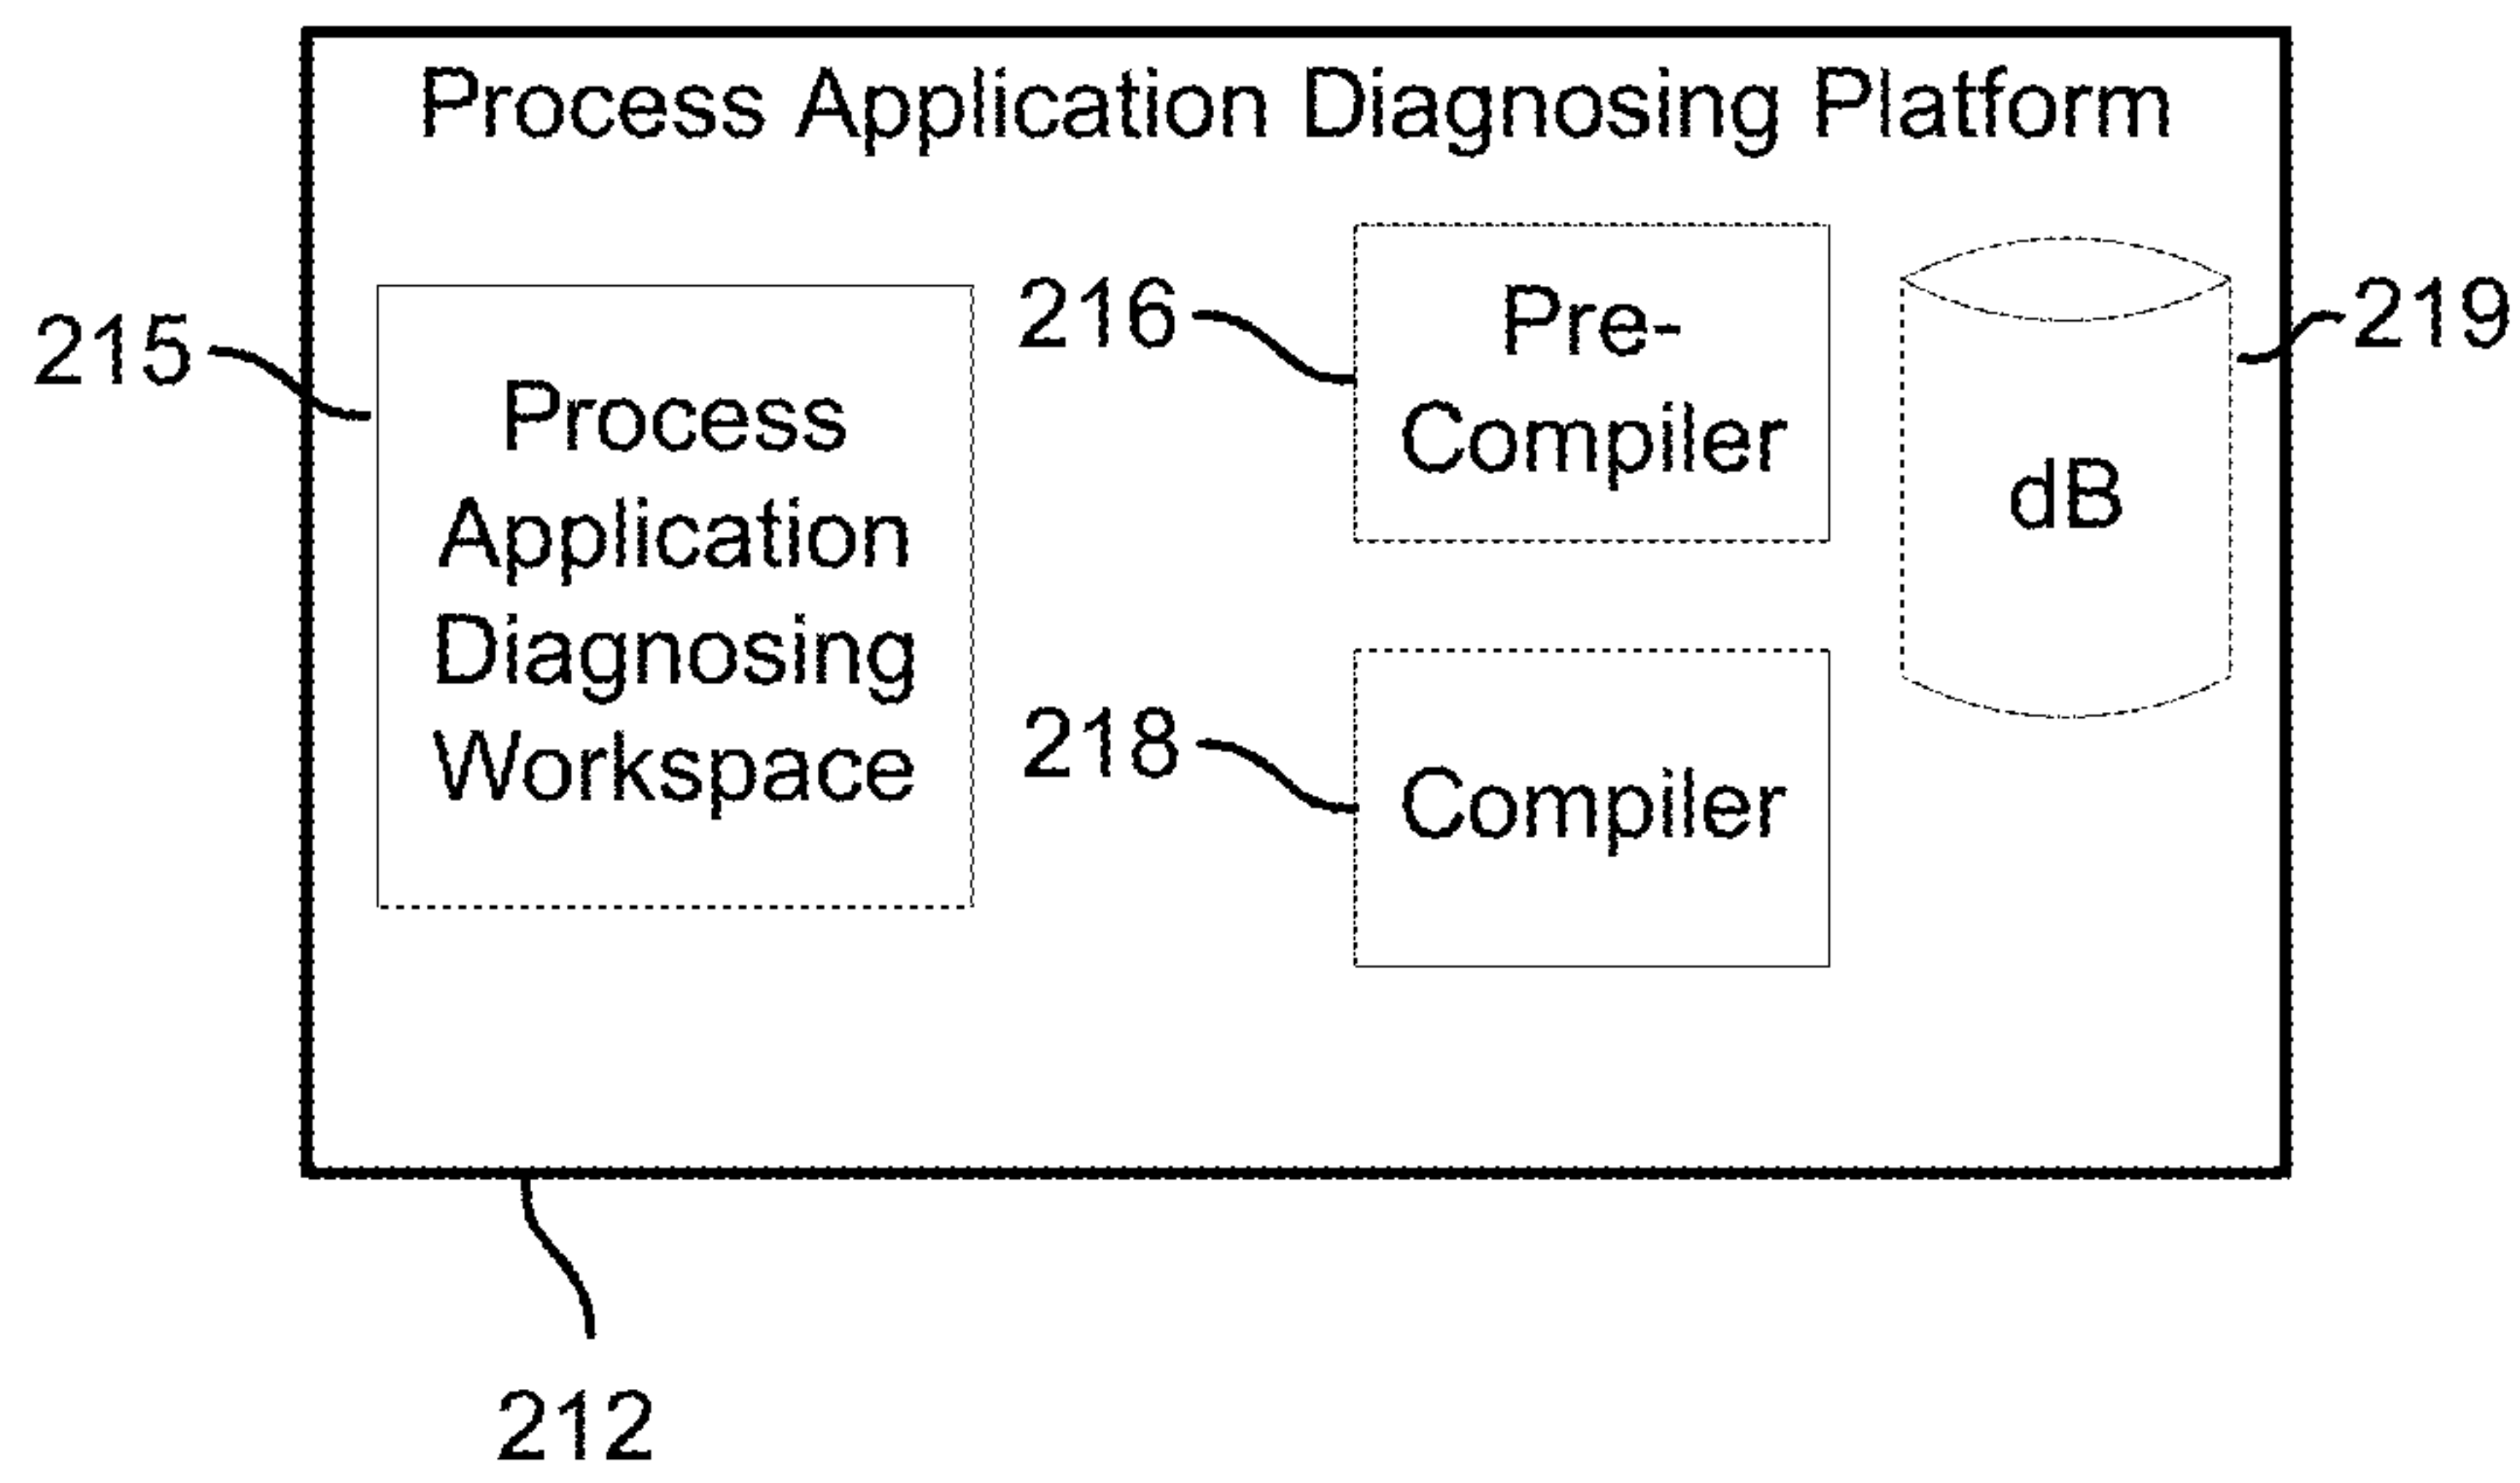 Process Application Diagnosing Platform
215
Process
Application
Diagnosing
Workspace
216
Pre-
Compiler
218
Compiler
dB
219
212